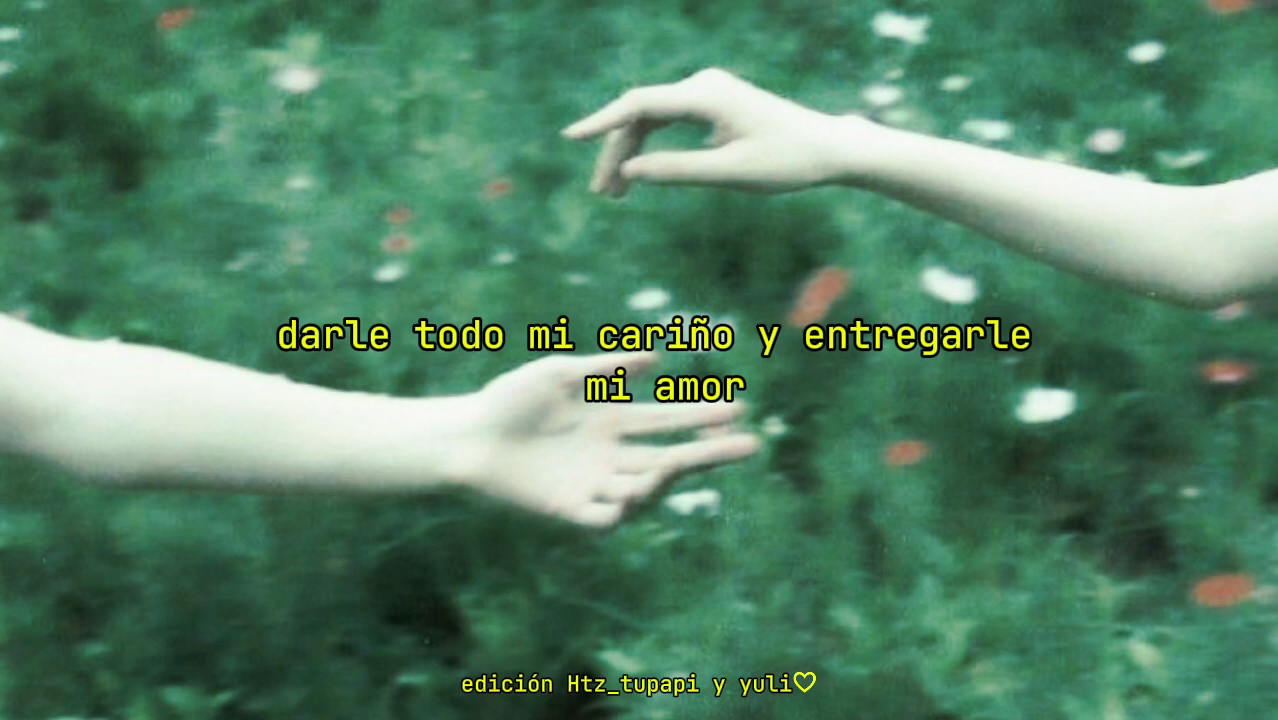 darle todo mi cariño y entregarle
mi amor
edición Htz_tupapi y yuli♡